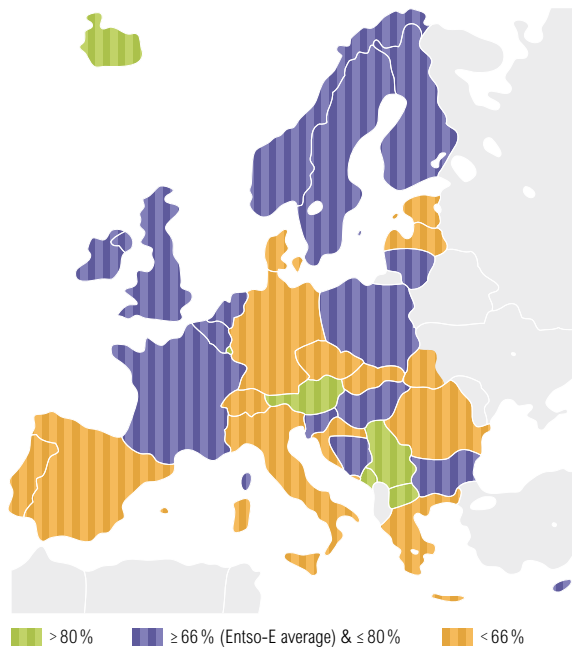 > 80 % ≥ 66 % (Entso-E average) & ≤ 80 % < 66 %